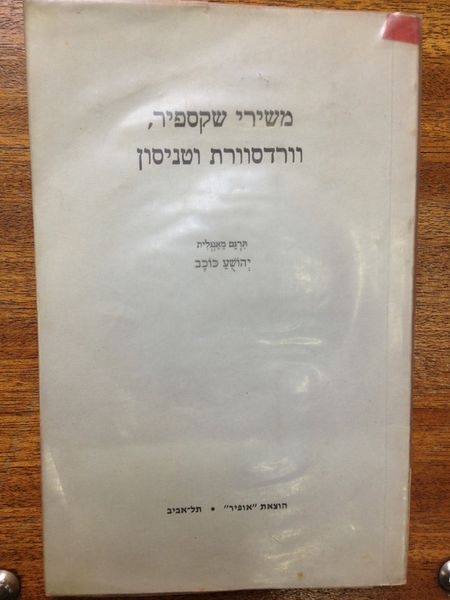 משירי שקספיר,
וורדסוורת וטניסון
תִּרְגֵּם מֵאַנְגְלִית
יְהוֹשֻׁעַ כּוֹכָב
הוצאת "אופיר" • תל־אביב